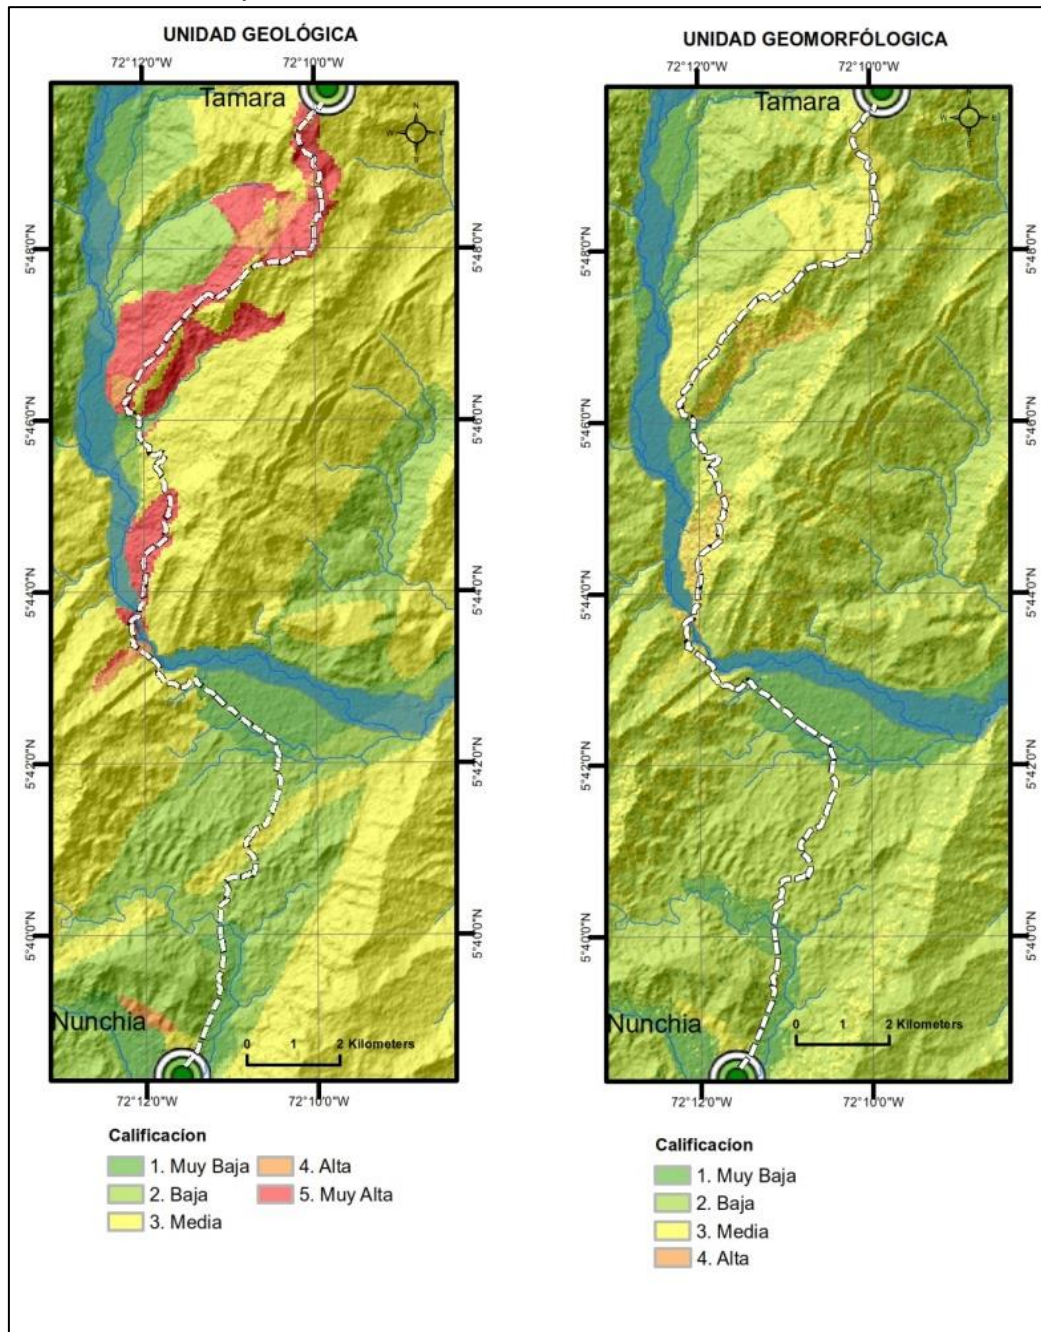 UNIDAD GEOLÓGICA
72°12'0"W 72°10'0"W
Tamara
N
W E
S
5°48'0"N 5°48'0"N
5°46'0"N 5°46'0"N
5°44'0"N 5°44'0"N
5°42'0"N 5°42'0"N
5°40'0"N 5°40'0"N
Nunchia
0 1 2 Kilometers
72°12'0"W 72°10'0"W
Calificacíon
1. Muy Baja
2. Baja
3. Media
4. Alta
5. Muy Alta
UNIDAD GEOMORFÓLOGICA
72°12'0"W 72°10'0"W
Tamara
N
W E
S
5°48'0"N 5°48'0"N
5°46'0"N 5°46'0"N
5°44'0"N 5°44'0"N
5°42'0"N 5°42'0"N
5°40'0"N 5°40'0"N
Nunchia
0 1 2 Kilometers
72°12'0"W 72°10'0"W
Calificacíon
1. Muy Baja
2. Baja
3. Media
4. Alta